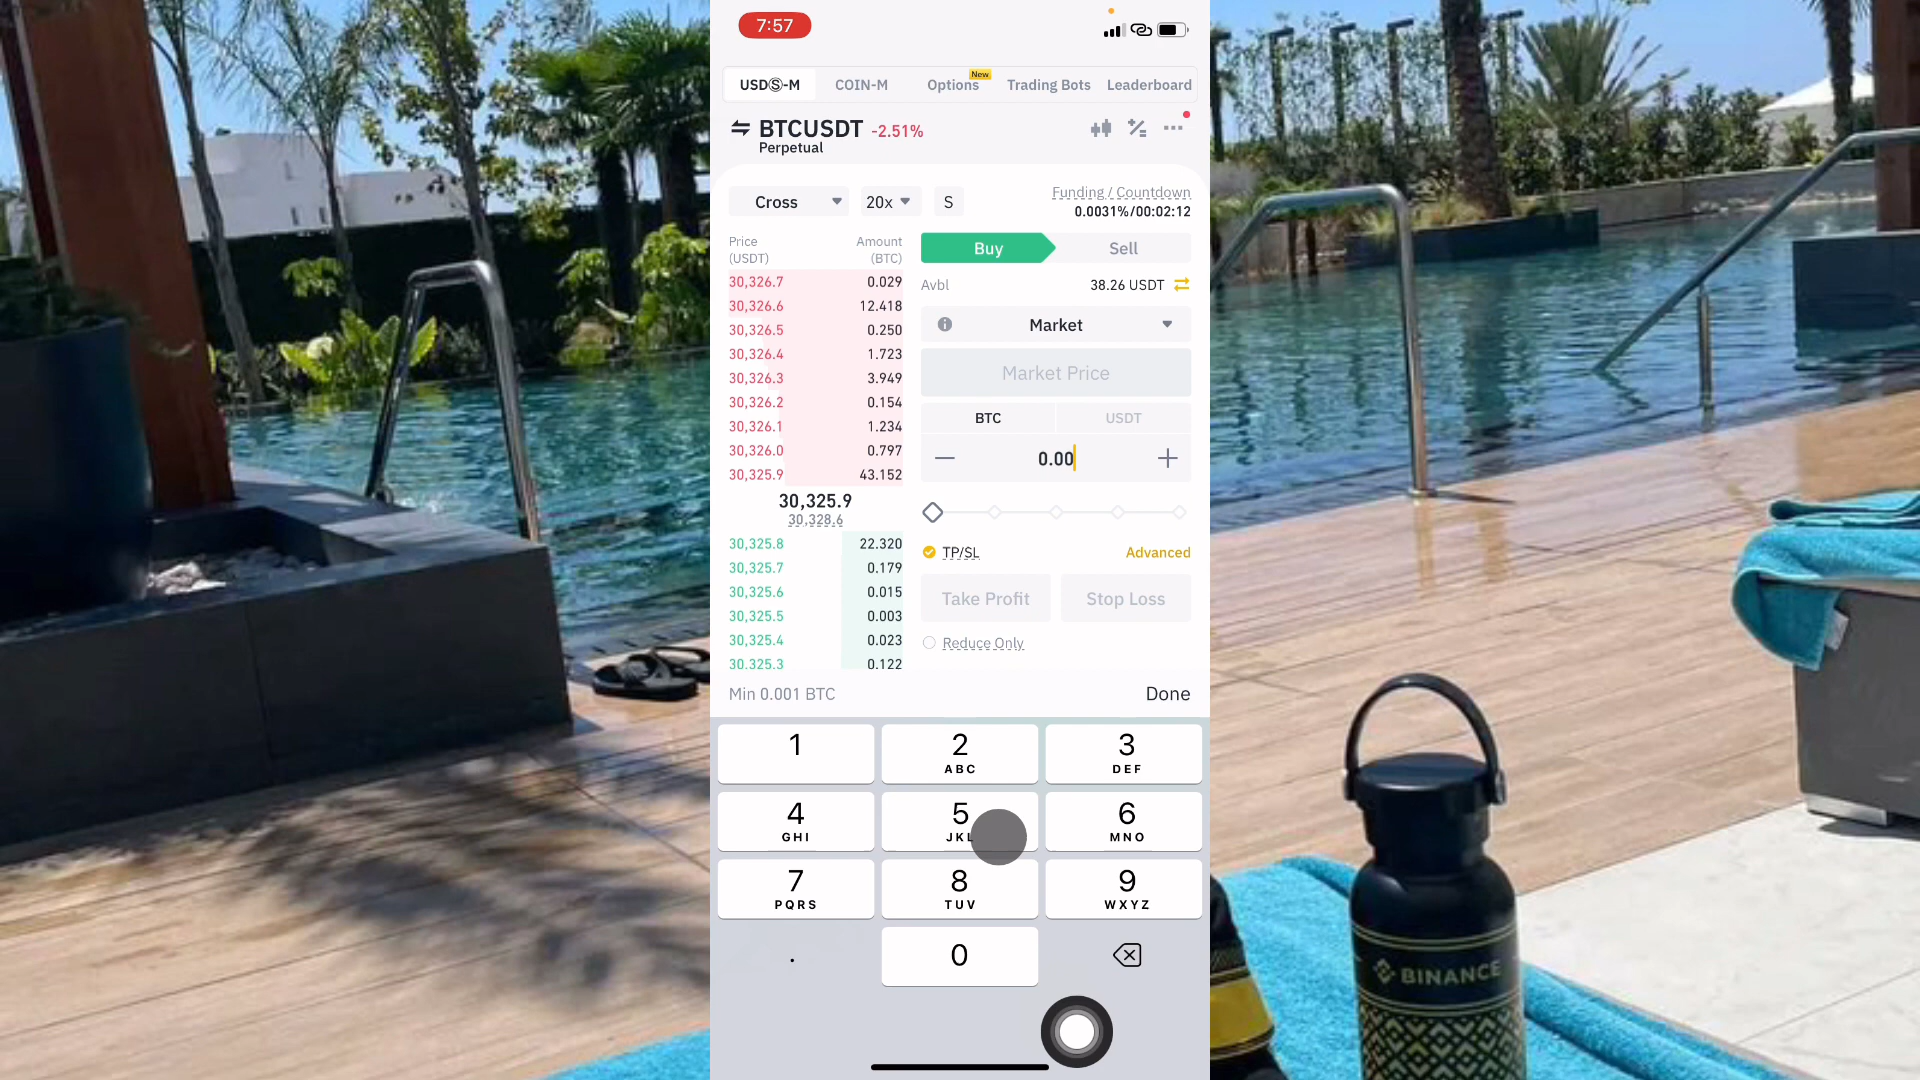 7:57
USDⓈ-M COIN-M Options New Trading Bots Leaderboard
BTCUSDT -2.51%
Perpetual
Cross 20x S
Funding / Countdown
0.0031%/00:02:12
Price Amount
(USDT) (BTC)
Buy Sell
Avbl 38.26 USDT
30,326.7 0.029
30,326.6 12.418
30,326.5 0.250
30,326.4 1.723
30,326.3 3.949
30,326.2 0.154
30,326.1 1.234
30,326.0 0.797
30,325.9 43.152
30,325.9
30,328.6
30,325.8 22.320
30,325.7 0.179
30,325.6 0.015
30,325.5 0.003
30,325.4 0.023
30,325.3 0.122
Market
Market Price
BTC USDT
0.00
TP/SL Advanced
Take Profit Stop Loss
Reduce Only
Min 0.001 BTC Done
1 2 3
ABC DEF
4 5 6
GHI JKL MNO
7 8 9
PQRS TUV WXYZ
. 0
BINANCE